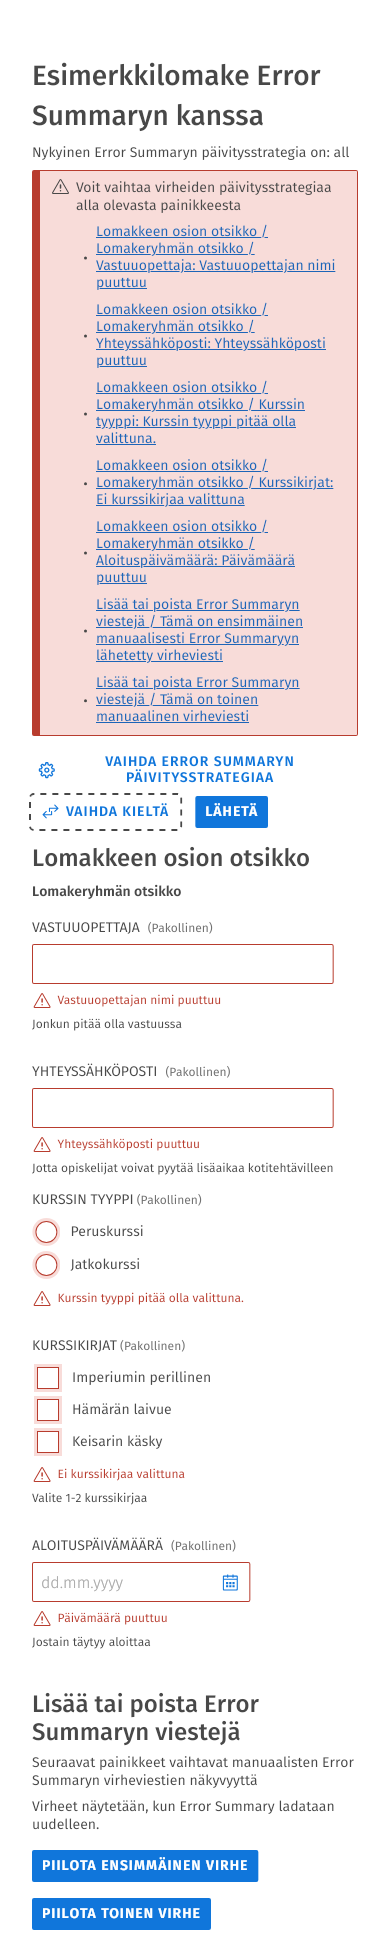 Esimerkkilomake Error
Summaryn kanssa
Nykyinen Error Summaryn päivitysstrategia on: all
Voit vaihtaa virheiden päivitysstrategiaa
alla olevasta painikkeesta
Lomakkeen osion otsikko /
Lomakeryhmän otsikko /
Vastuuopettaja: Vastuuopettajan nimi
puuttuu
Lomakkeen osion otsikko /
Lomakeryhmän otsikko /
Yhteyssähköposti: Yhteyssähköposti
puuttuu
Lomakkeen osion otsikko /
Lomakeryhmän otsikko / Kurssin
tyyppi: Kurssin tyyppi pitää olla
valittuna.
Lomakkeen osion otsikko /
Lomakeryhmän otsikko / Kurssikirjat:
Ei kurssikirjaa valittuna
Lomakkeen osion otsikko /
Lomakeryhmän otsikko /
Aloituspäivämäärä: Päivämäärä
puuttuu
Lisää tai poista Error Summaryn
viestejä / Tämä on ensimmäinen
manuaalisesti Error Summaryyn
lähetetty virheviesti
Lisää tai poista Error Summaryn
viestejä / Tämä on toinen
manuaalinen virheviesti
VAIHDA ERROR SUMMARYN
PÄIVITYSSTRATEGIAA
VAIHDA KIELTÄ LÄHETÄ
Lomakkeen osion otsikko
Lomakeryhmän otsikko
VASTUUOPETTAJA (Pakollinen)
Vastuuopettajan nimi puuttuu
Jonkun pitää olla vastuussa
YHTEYSSÄHKÖPOSTI (Pakollinen)
Yhteyssähköposti puuttuu
Jotta opiskelijat voivat pyytää lisäaikaa kotitehtävilleen
KURSSIN TYYPPI (Pakollinen)
Peruskurssi
Jatkokurssi
Kurssin tyyppi pitää olla valittuna.
KURSSIKIRJAT (Pakollinen)
Imperiumin perillinen
Hämärän laivue
Keisarin käsky
Ei kurssikirjaa valittuna
Valite 1-2 kurssikirjaa
ALOITUSPÄIVÄMÄÄRÄ (Pakollinen)
dd.mm.yyyy
Päivämäärä puuttuu
Jostain täytyy aloittaa
Lisää tai poista Error
Summaryn viestejä
Seuraavat painikkeet vaihtavat manuaalisten Error
Summaryn virheviestien näkyvyyttä
Virheet näytetään, kun Error Summary ladataan
uudelleen.
PIILOTA ENSIMMÄINEN VIRHE
PIILOTA TOINEN VIRHE